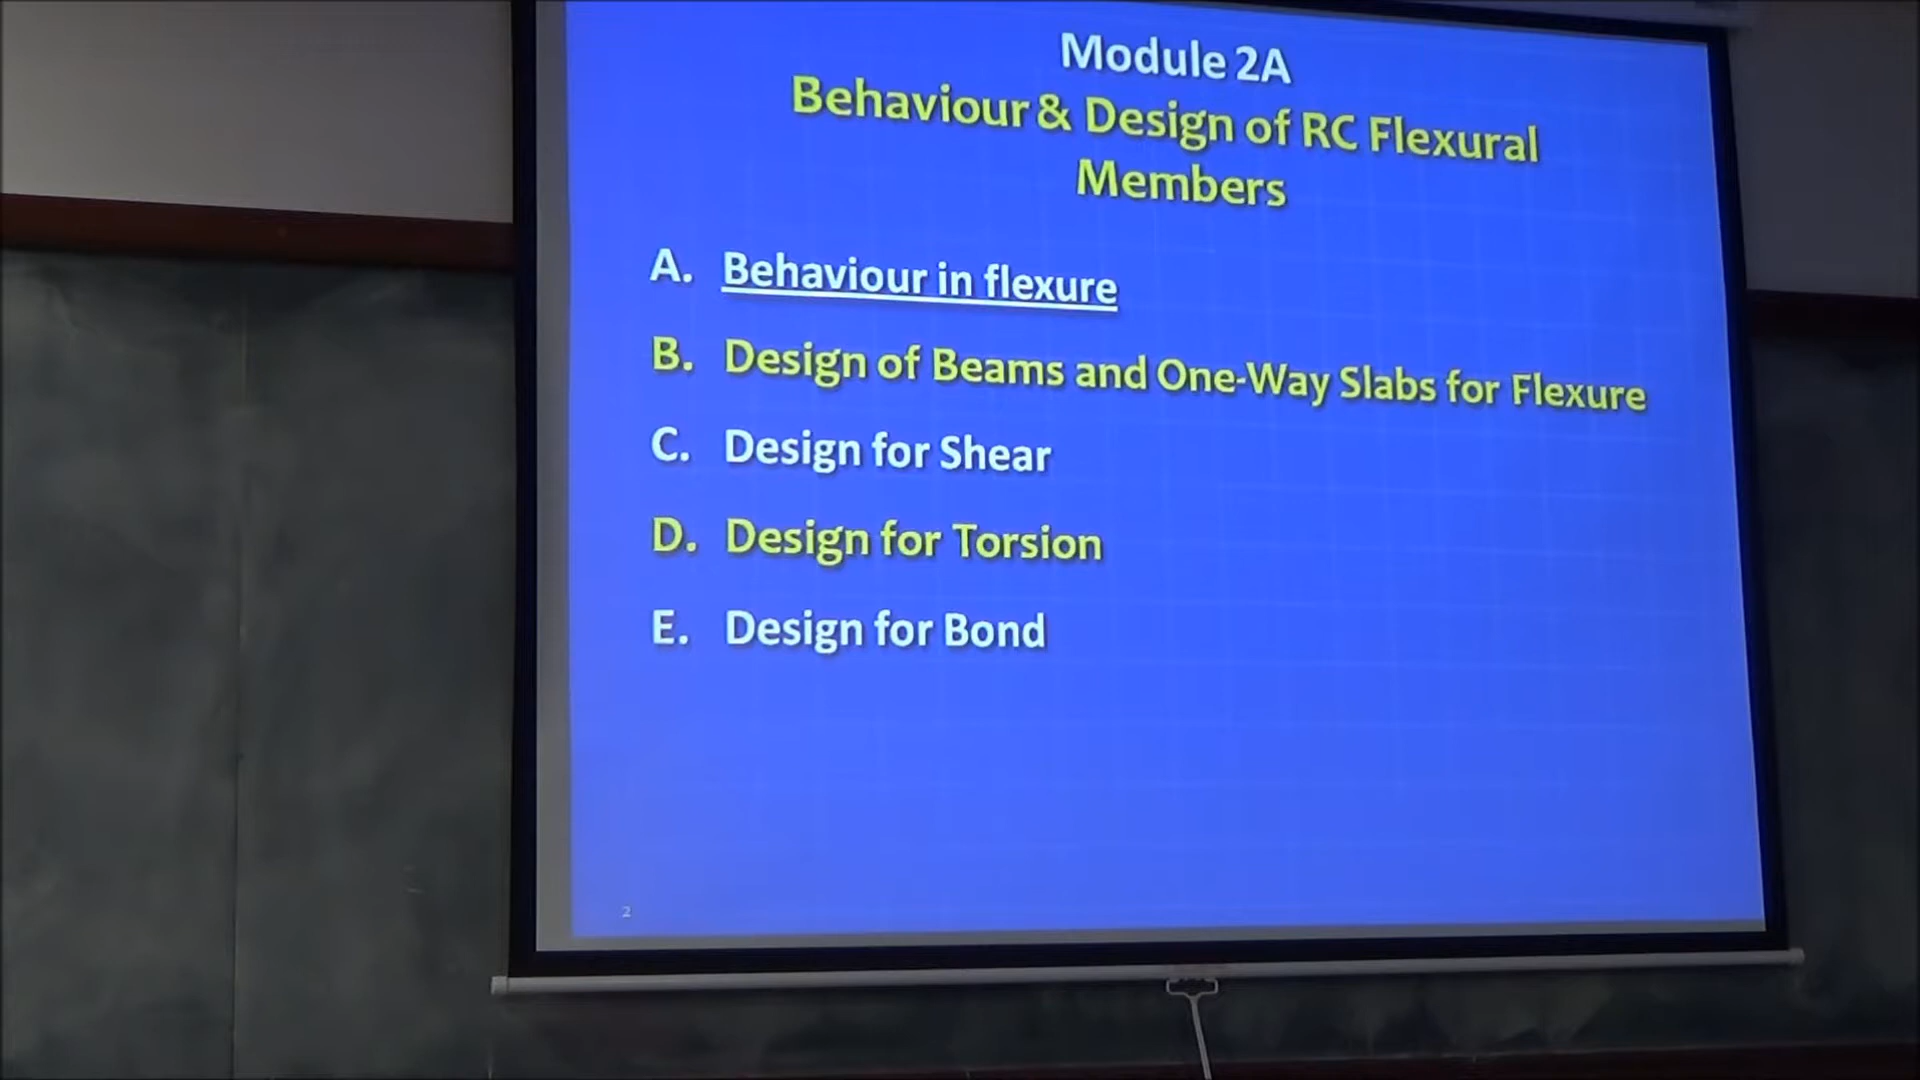 Module 2A
Behaviour & Design of RC Flexural
Members
A. Behaviour in flexure
B. Design of Beams and One-Way Slabs for Flexure
C. Design for Shear
D. Design for Torsion
E. Design for Bond
2